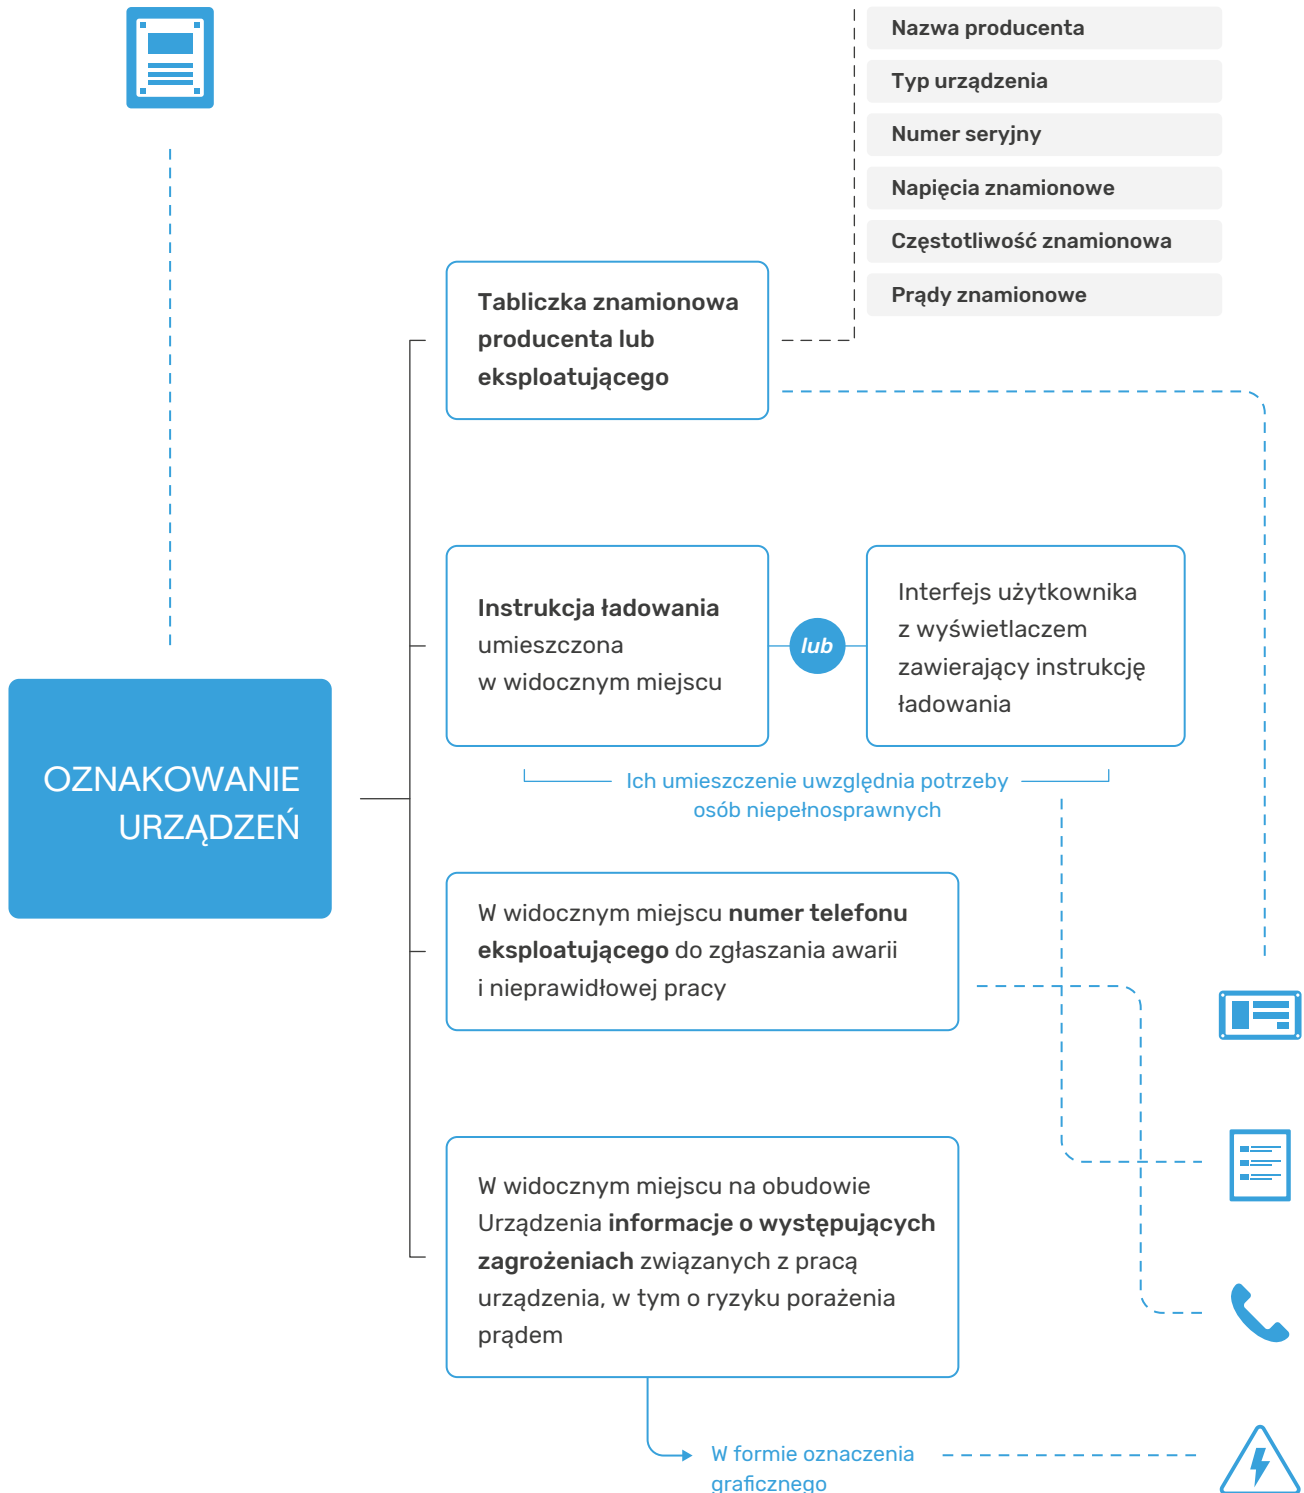 Nazwa producenta
Typ urządzenia
Numer seryjny
Napięcia znamionowe
Częstotliwość znamionowa
Prądy znamionowe
Tabliczka znamionowa
producenta lub
eksploatującego
Instrukcja ładowania
umieszczona
w widocznym miejscu
lub
Interfejs użytkownika
z wyświetlaczem
zawierający instrukcję
ładowania
Ich umieszczenie uwzględnia potrzeby
osób niepełnosprawnych
OZNAKOWANIE
URZĄDZEŃ
W widocznym miejscu numer telefonu
eksploatującego do zgłaszania awarii
i nieprawidłowej pracy
W widocznym miejscu na obudowie
Urządzenia informacje o występujących
zagrożeniach związanych z pracą
urządzenia, w tym o ryzyku porażenia
prądem
W formie oznaczenia
graficznego